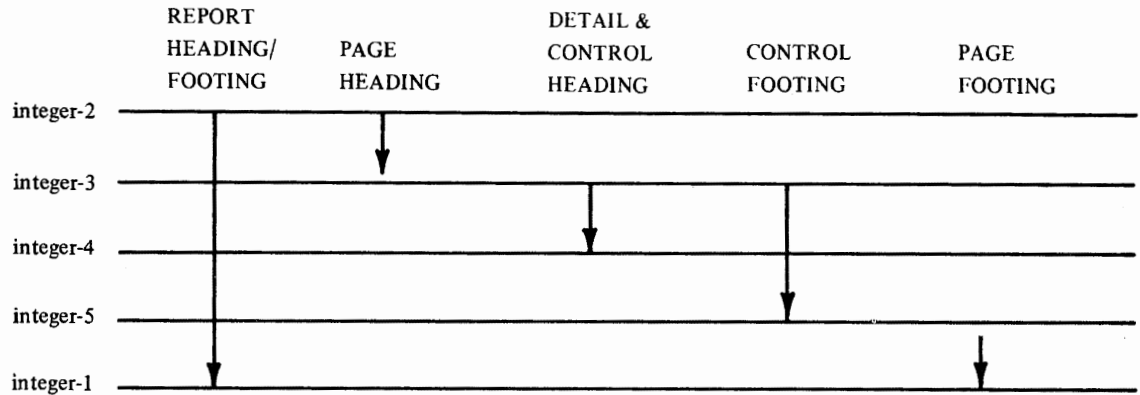 REPORT
HEADING/
FOOTING
PAGE
HEADING
DETAIL &
CONTROL
HEADING
CONTROL
FOOTING
PAGE
FOOTING
integer-2
integer-3
integer-4
integer-5
integer-1